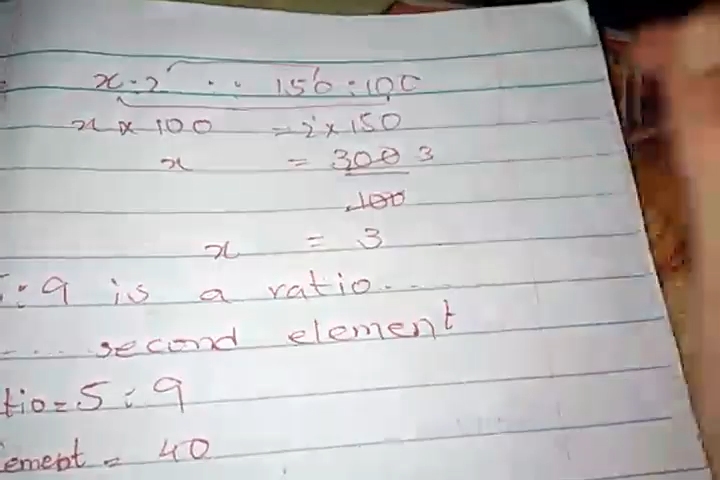 x : 2 :: 150 : 100
x × 100 = 2 × 150
x = 300 3
100
x = 3
: 9 is a ratio...
... second element
tio = 5 : 9
ement = 40